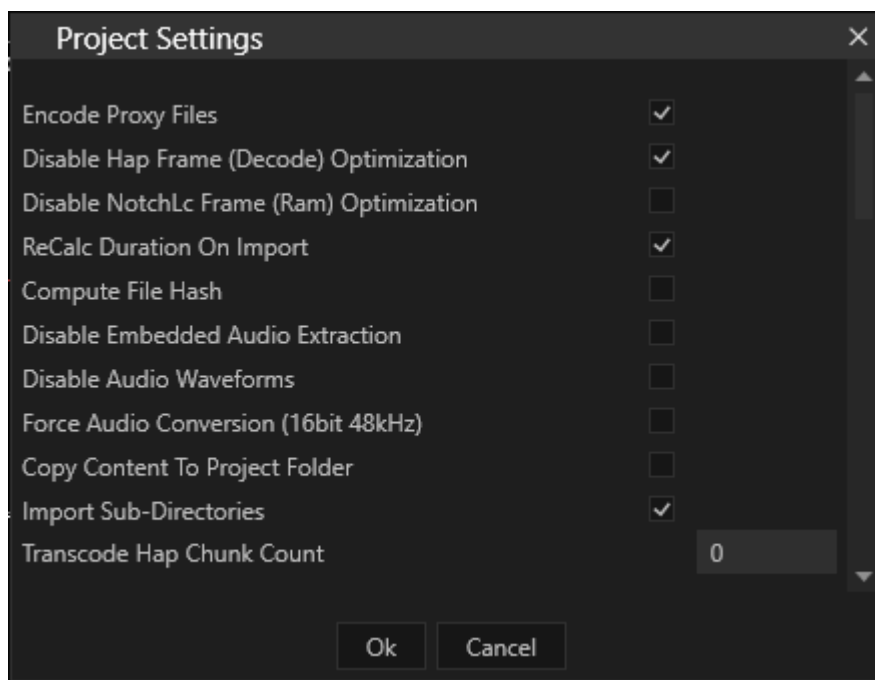 Project Settings
Encode Proxy Files
Disable Hap Frame (Decode) Optimization
Disable NotchLc Frame (Ram) Optimization
ReCalc Duration On Import
Compute File Hash
Disable Embedded Audio Extraction
Disable Audio Waveforms
Force Audio Conversion (16bit 48kHz)
Copy Content To Project Folder
Import Sub-Directories
Transcode Hap Chunk Count 0
Ok Cancel